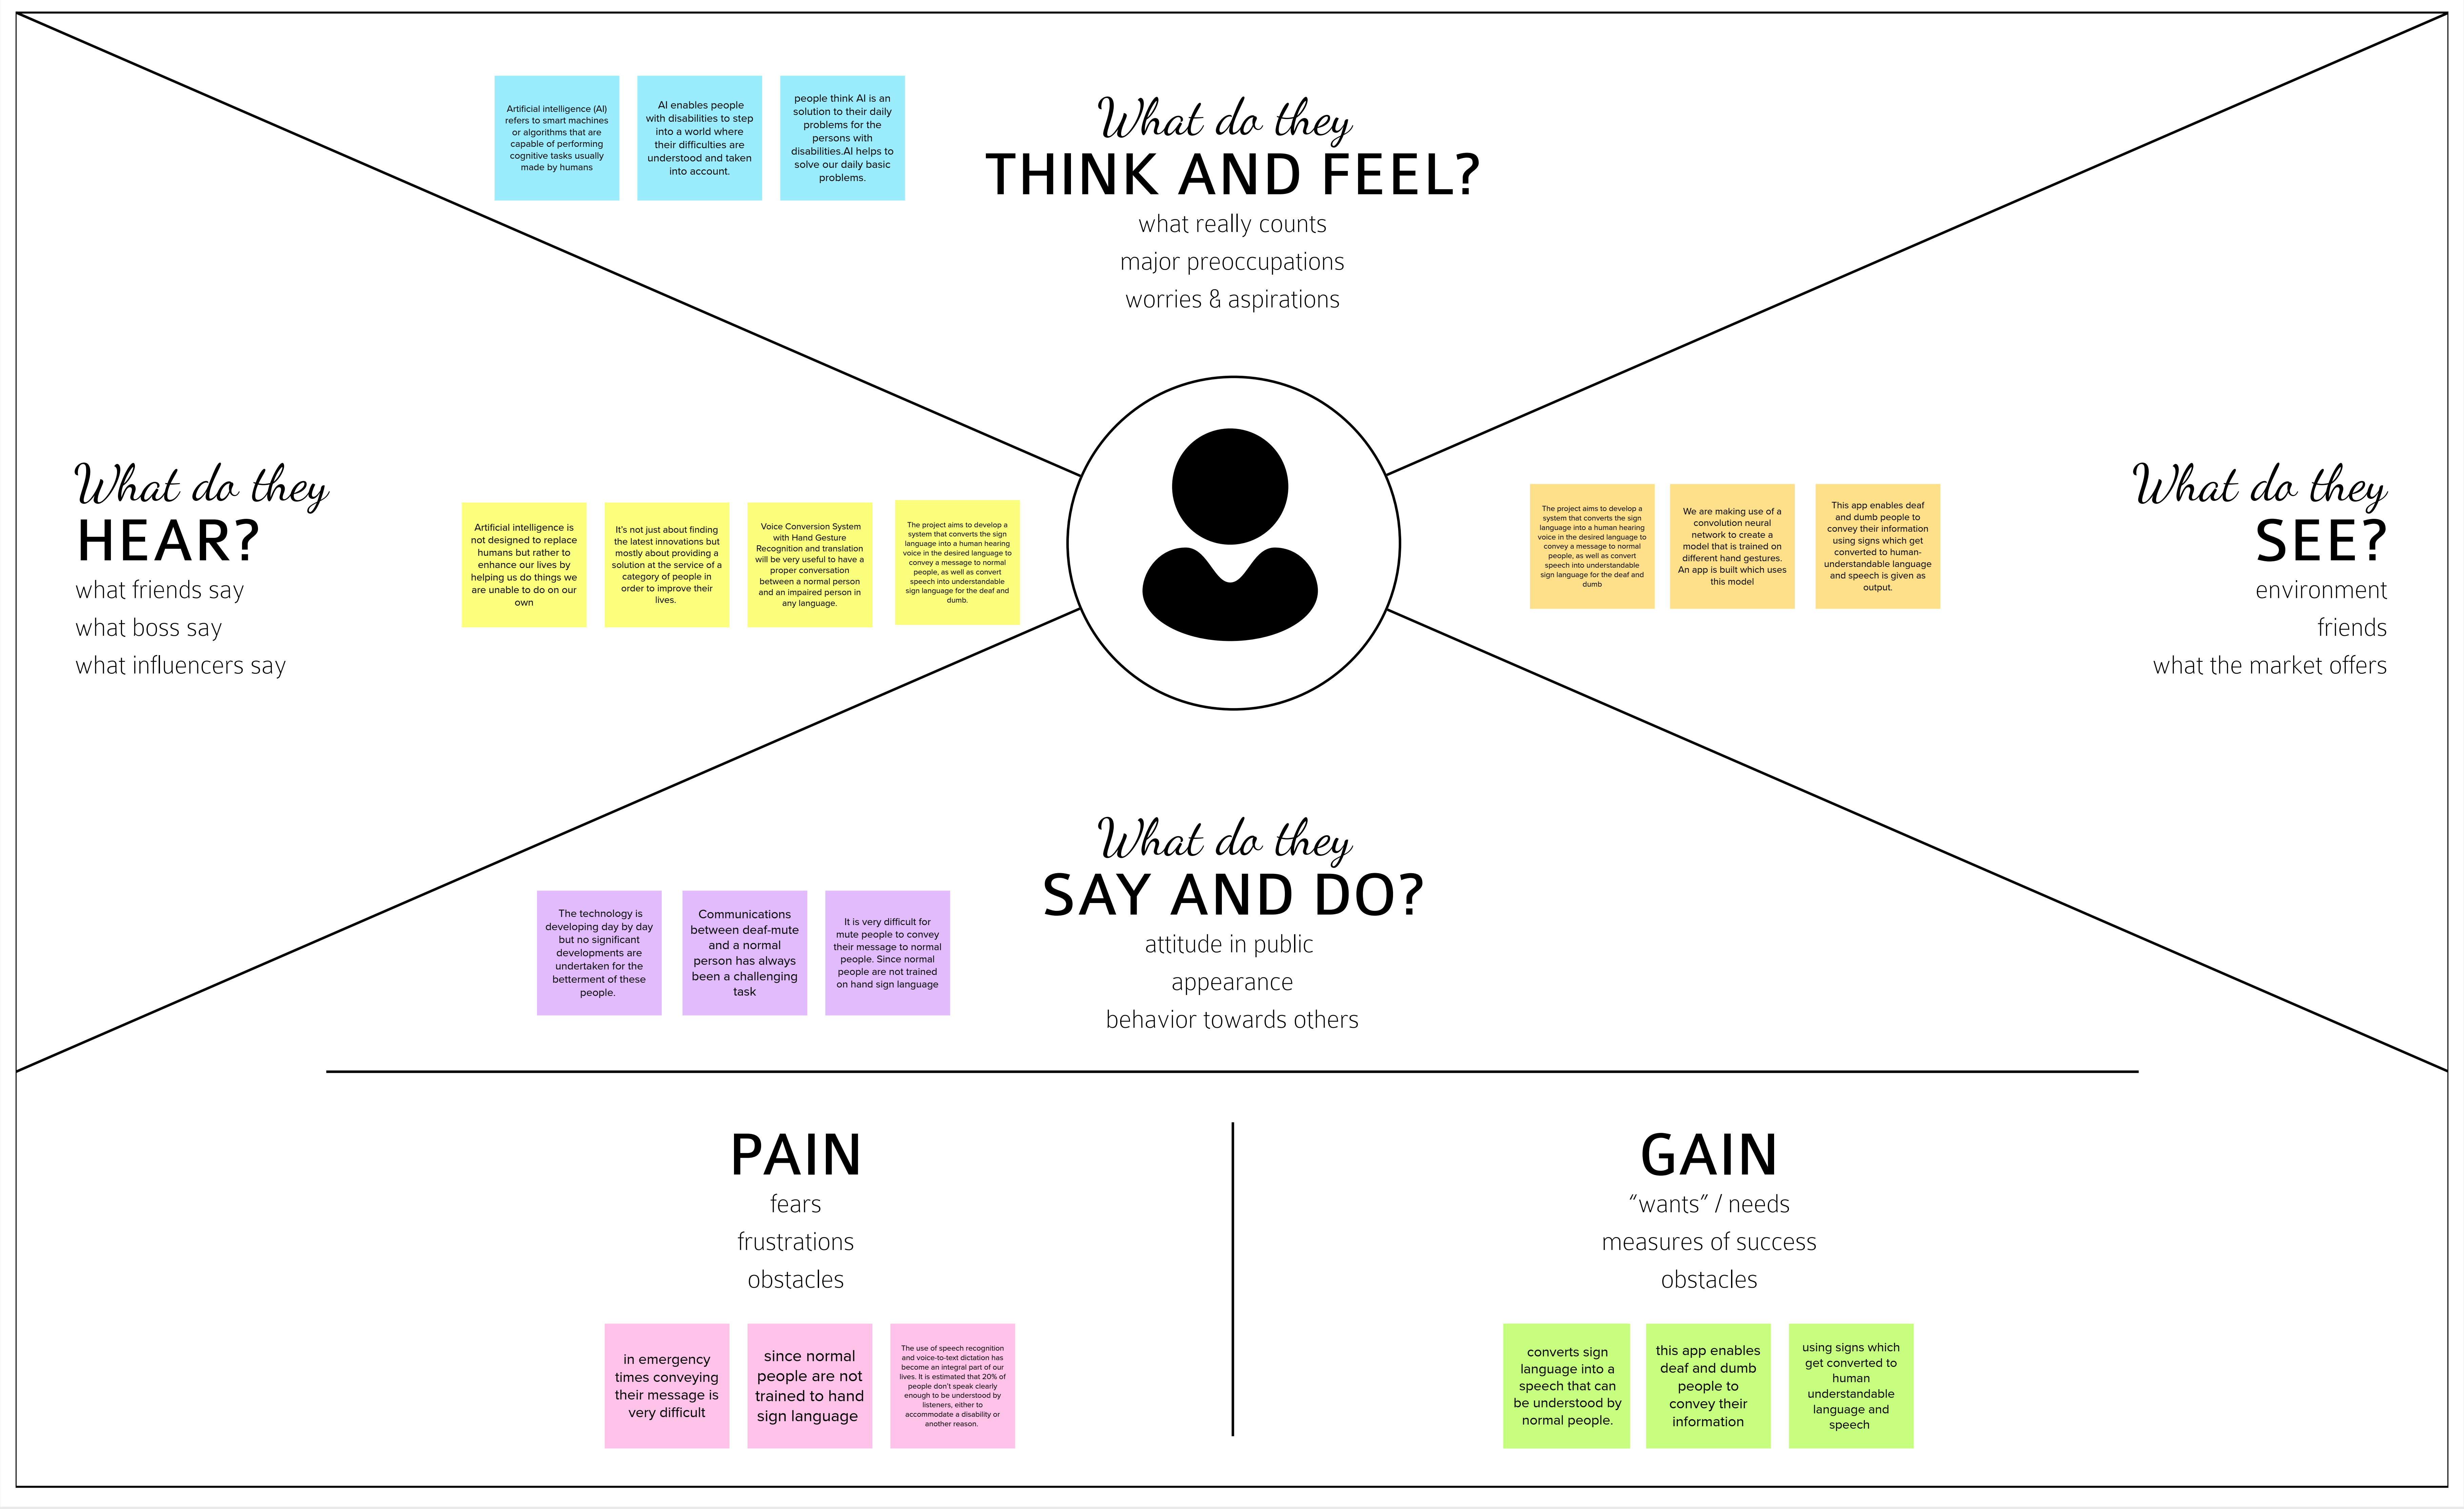 Artificial intelligence (AI)
refers to smart machines
or algorithms that are
capable of performing
cognitive tasks usually
made by humans
AI enables people
with disabilities to step
into a world where
their difficulties are
understood and taken
into account.
people think AI is an
solution to their daily
problems for the
persons with
disabilities.AI helps to
solve our daily basic
problems.
What do they
THINK AND FEEL?
what really counts
major preoccupations
worries & aspirations
What do they
HEAR?
what friends say
what boss say
what influencers say
Artificial intelligence is
not designed to replace
humans but rather to
enhance our lives by
helping us do things we
are unable to do on our
own
It's not just about finding
the latest innovations but
mostly about providing a
solution at the service of a
category of people in
order to improve their
lives.
Voice Conversion System
with Hand Gesture
Recognition and translation
will be very useful to have a
proper conversation
between a normal person
and an impaired person in
any language.
The project aims to develop a
system that converts the sign
language into a human hearing
voice in the desired language to
convey a message to normal
people, as well as convert
speech into understandable
sign language for the deaf and
dumb.
The project aims to develop a
system that converts the sign
language into a human hearing
voice in the desired language to
convey a message to normal
people, as well as convert
speech into understandable
sign language for the deaf and
dumb
We are making use of a
convolution neural
network to create a
model that is trained on
different hand gestures.
An app is built which uses
this model
This app enables deaf
and dumb people to
convey their information
using signs which get
converted to human-
understandable language
and speech is given as
output.
What do they
SEE?
environment
friends
what the market offers
The technology is
developing day by day
but no significant
developments are
undertaken for the
betterment of these
people.
Communications
between deaf-mute
and a normal
person has always
been a challenging
task
It is very difficult for
mute people to convey
their message to normal
people. Since normal
people are not trained
on hand sign language
What do they
SAY AND DO?
attitude in public
appearance
behavior towards others
PAIN
fears
frustrations
obstacles
in emergency
times conveying
their message is
very difficult
since normal
people are not
trained to hand
sign language
The use of speech recognition
and voice-to-text dictation has
become an integral part of our
lives. It is estimated that 20% of
people don't speak clearly
enough to be understood by
listeners, either to
accommodate a disability or
another reason.
GAIN
“wants” / needs
measures of success
obstacles
converts sign
language into a
speech that can
be understood by
normal people.
this app enables
deaf and dumb
people to
convey their
information
using signs which
get converted to
human
understandable
language and
speech